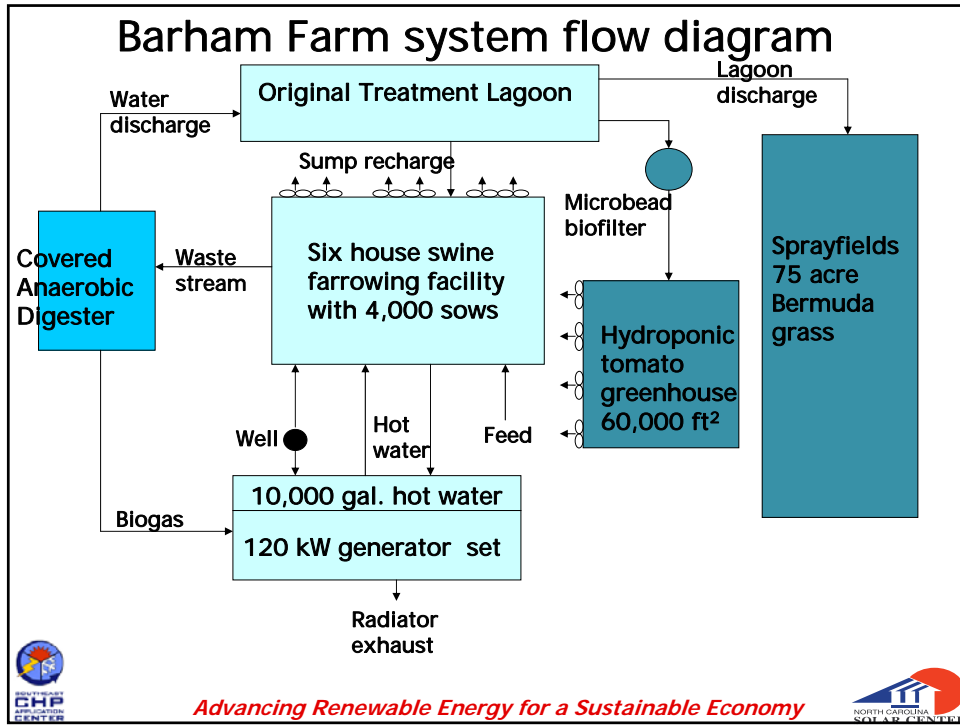 Barham Farm system flow diagram
Original Treatment Lagoon
Lagoon
discharge
Water
discharge
Sump recharge
Microbead
biofilter
Covered
Anaerobic
Digester
Waste
stream
Six house swine
farrowing facility
with 4,000 sows
Sprayfields
75 acre
Bermuda
grass
Hydroponic
tomato
greenhouse
60,000 ft²
Well
Hot
water
Feed
10,000 gal. hot water
Biogas
120 kW generator set
Radiator
exhaust
SOUTHEAST
CHP
APPLICATION
CENTER
Advancing Renewable Energy for a Sustainable Economy
NORTH CAROLINA
SOLAR CENTER